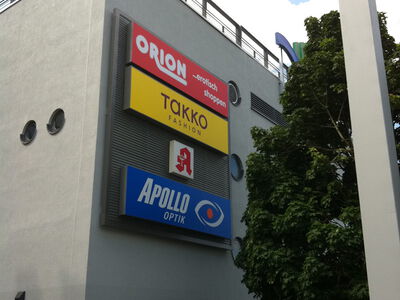 ORION
...erotisch
shoppen
TAKKO
FASHION
A
APOLLO
OPTIK